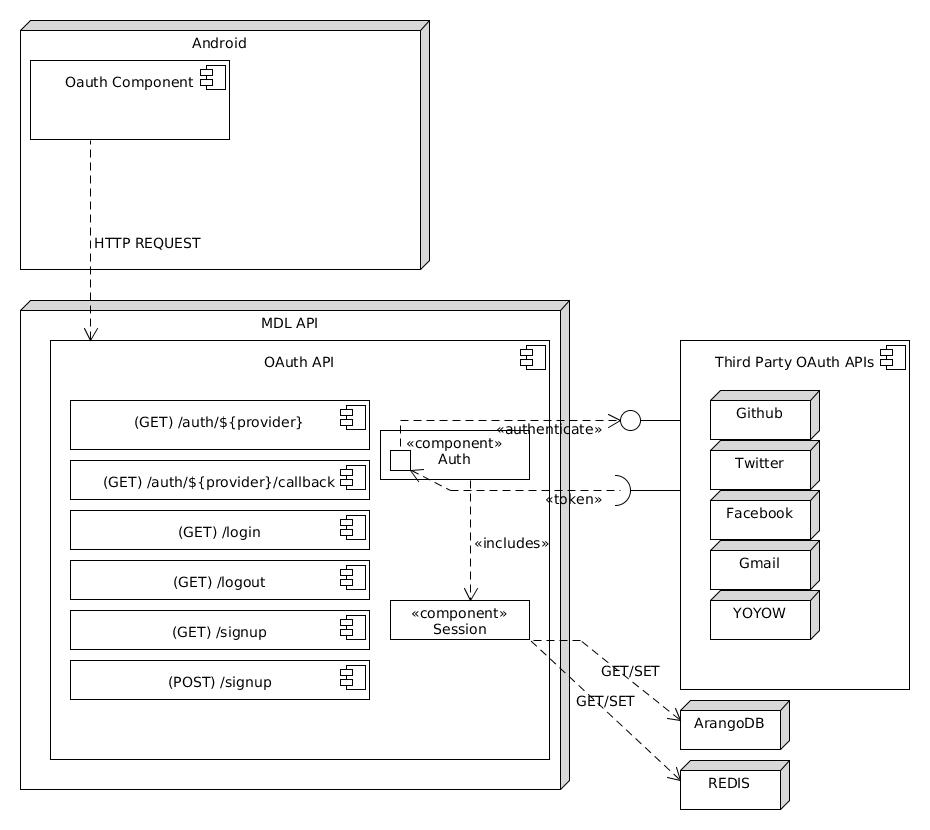 Android
Oauth Component
HTTP REQUEST
MDL API
OAuth API
(GET) /auth/${provider}
(GET) /auth/${provider}/callback
(GET) /login
(GET) /logout
(GET) /signup
(POST) /signup
«authenticate»
«component»
Auth
«token»
«includes»
«component»
Session
GET/SET
GET/SET
Third Party OAuth APIs
Github
Twitter
Facebook
Gmail
YOYOW
ArangoDB
REDIS